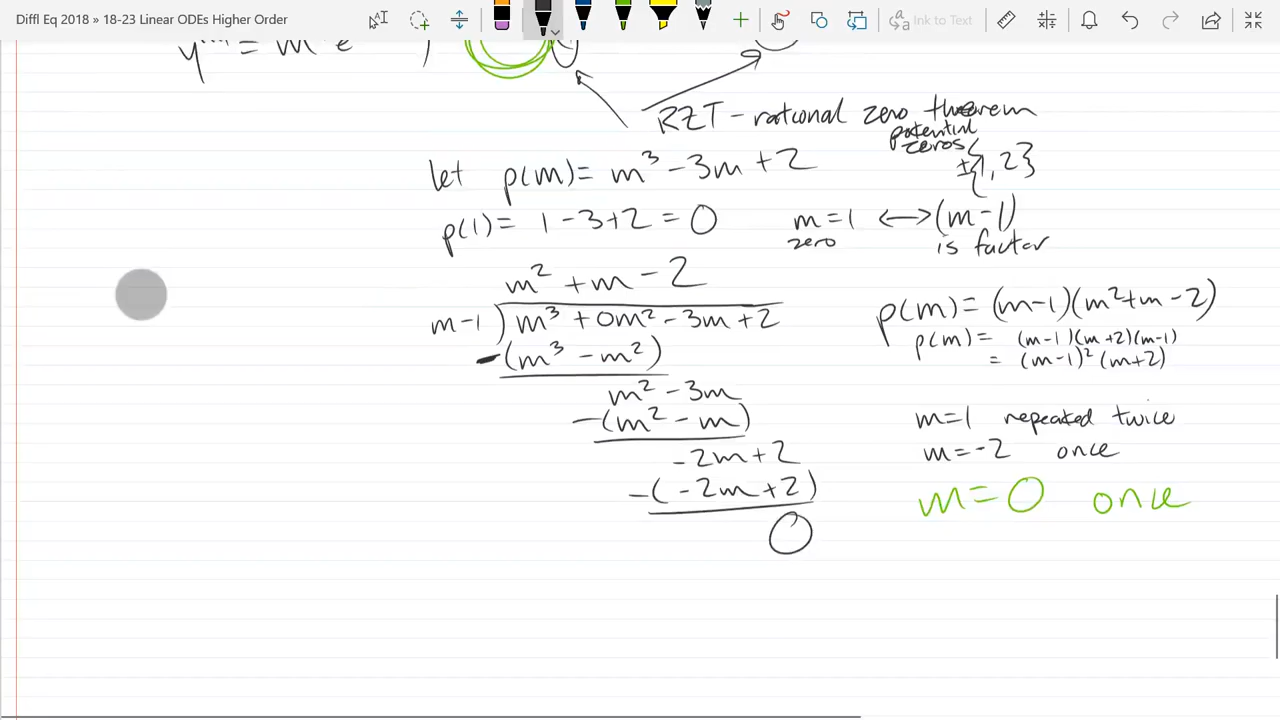 Diffl Eq 2018 » 18-23 Linear ODEs Higher Order
Ink to Text
RZT - rational zero theorem
potential
zeros
±{1, 2}
let p(m) = m³ - 3m + 2
p(1) = 1 - 3 + 2 = 0
m = 1 ⟷ (m - 1)
zero is factor
m² + m - 2
m - 1 ) m³ + 0m² - 3m + 2
- (m³ - m²)
m² - 3m
- (m² - m)
- 2m + 2
- ( - 2m + 2)
0
p(m) = (m - 1)(m² + m - 2)
p(m) = (m - 1)(m + 2)(m - 1)
= (m - 1)² (m + 2)
m = 1 repeated twice
m = -2 once
m = 0 once